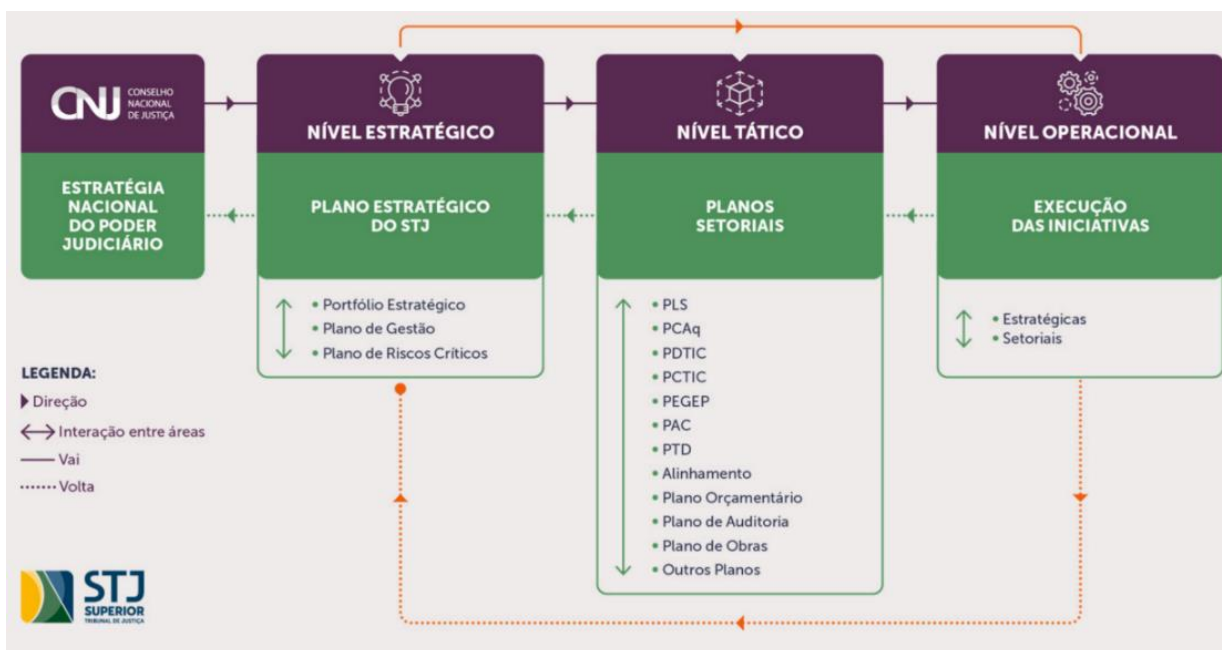 CNJ
CONSELHO
NACIONAL
DE JUSTIÇA
ESTRATÉGIA
NACIONAL
DO PODER
JUDICIÁRIO
NÍVEL ESTRATÉGICO
PLANO ESTRATÉGICO
DO STJ
• Portfólio Estratégico
• Plano de Gestão
• Plano de Riscos Críticos
NÍVEL TÁTICO
PLANOS
SETORIAIS
• PLS
• PCAq
• PDTIC
• PCTIC
• PEGEP
• PAC
• PTD
• Alinhamento
• Plano Orçamentário
• Plano de Auditoria
• Plano de Obras
• Outros Planos
NÍVEL OPERACIONAL
EXECUÇÃO
DAS INICIATIVAS
• Estratégicas
• Setoriais
LEGENDA:
Direção
Interação entre áreas
Vai
Volta
STJ
SUPERIOR
TRIBUNAL DE JUSTIÇA